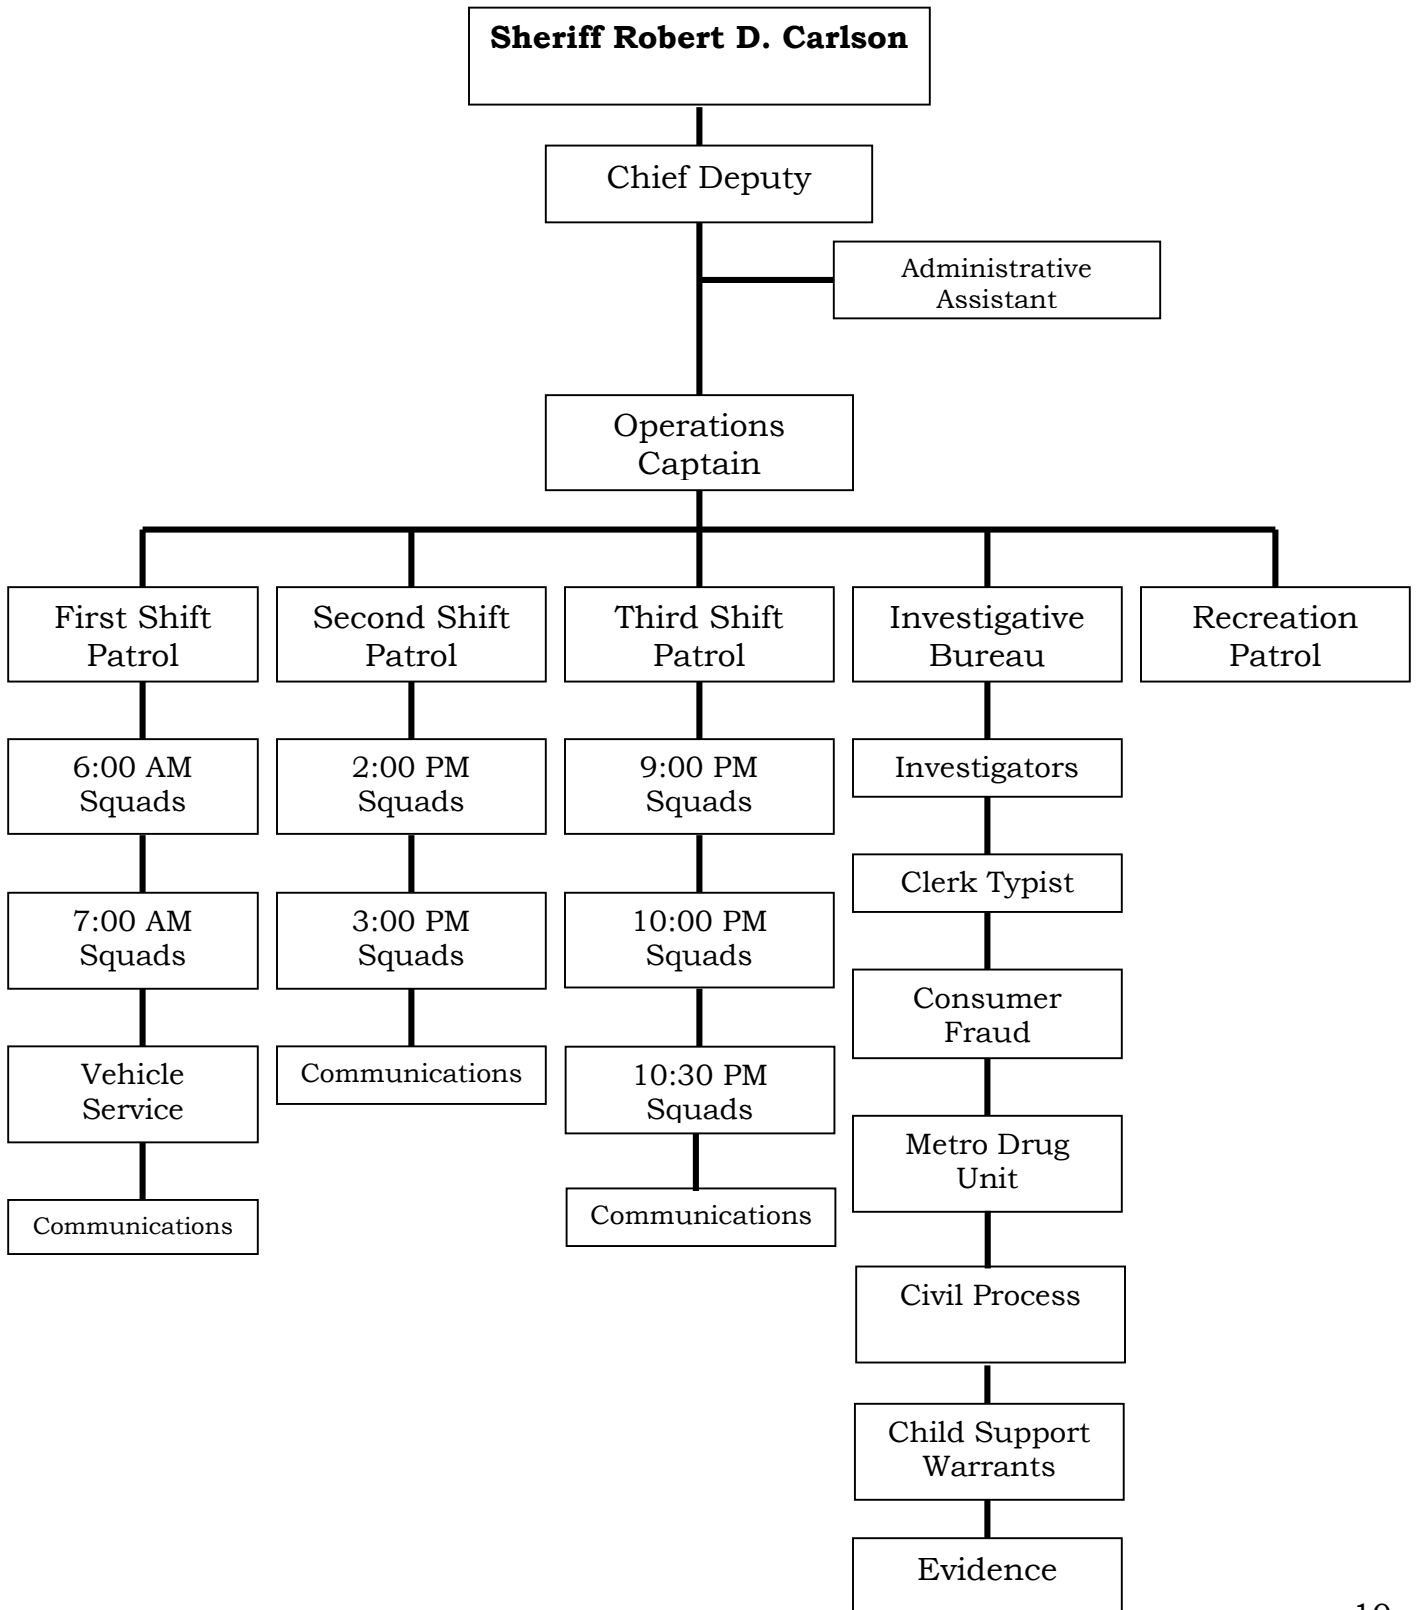 Sheriff Robert D. Carlson
Chief Deputy
Administrative
Assistant
Operations
Captain
First Shift
Patrol
Second Shift
Patrol
Third Shift
Patrol
Investigative
Bureau
Recreation
Patrol
6:00 AM
Squads
2:00 PM
Squads
9:00 PM
Squads
Investigators
7:00 AM
Squads
3:00 PM
Squads
10:00 PM
Squads
Clerk Typist
Consumer
Fraud
Vehicle
Service
Communications
10:30 PM
Squads
Metro Drug
Unit
Communications
Communications
Civil Process
Child Support
Warrants
Evidence